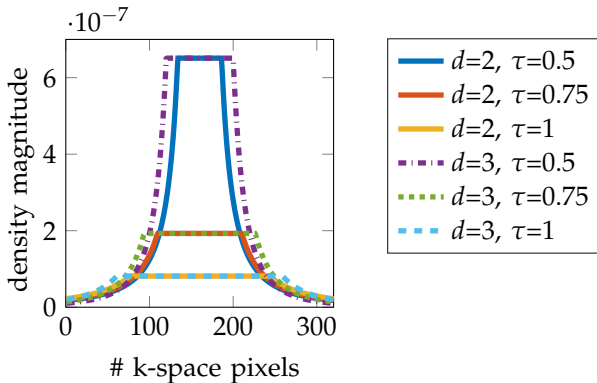 ·10⁻⁷
6
4
2
0
0 100 200 300
density magnitude
# k-space pixels
d=2, τ=0.5
d=2, τ=0.75
d=2, τ=1
d=3, τ=0.5
d=3, τ=0.75
d=3, τ=1